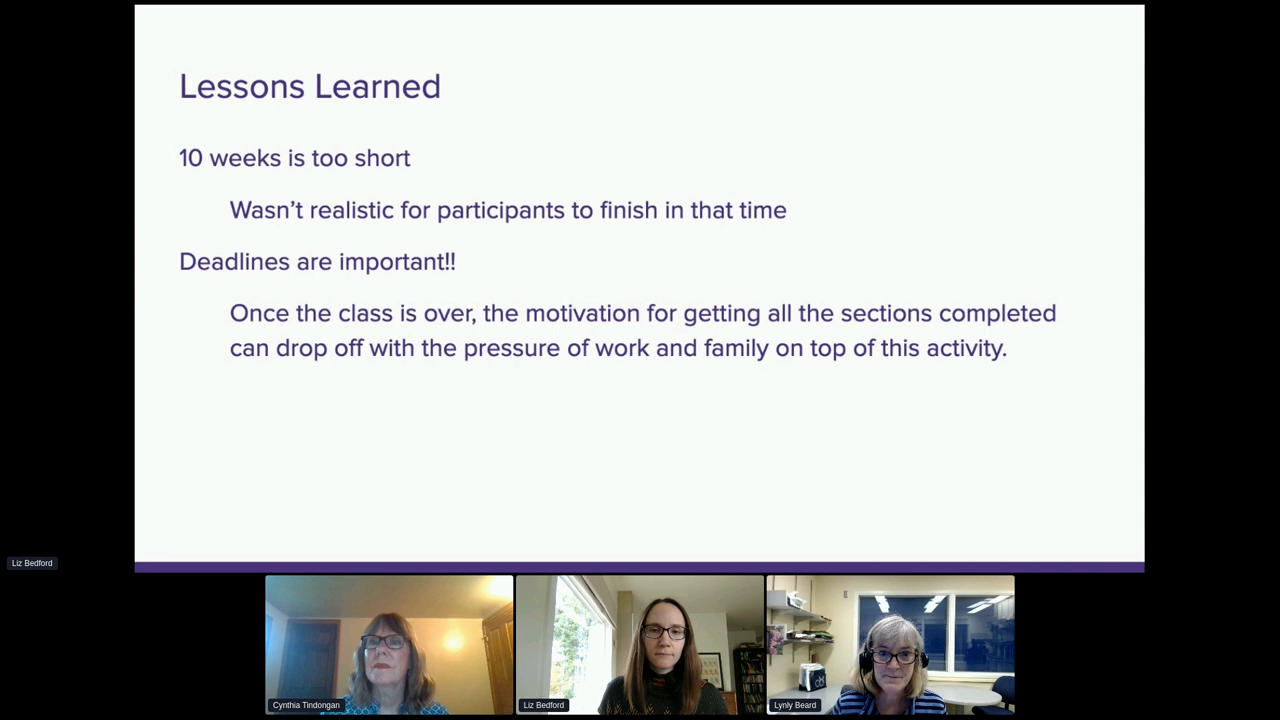 Lessons Learned
10 weeks is too short
Wasn’t realistic for participants to finish in that time
Deadlines are important!!
Once the class is over, the motivation for getting all the sections completed
can drop off with the pressure of work and family on top of this activity.
Liz Bedford
Cynthia Tindongan
Liz Bedford
Lynly Beard